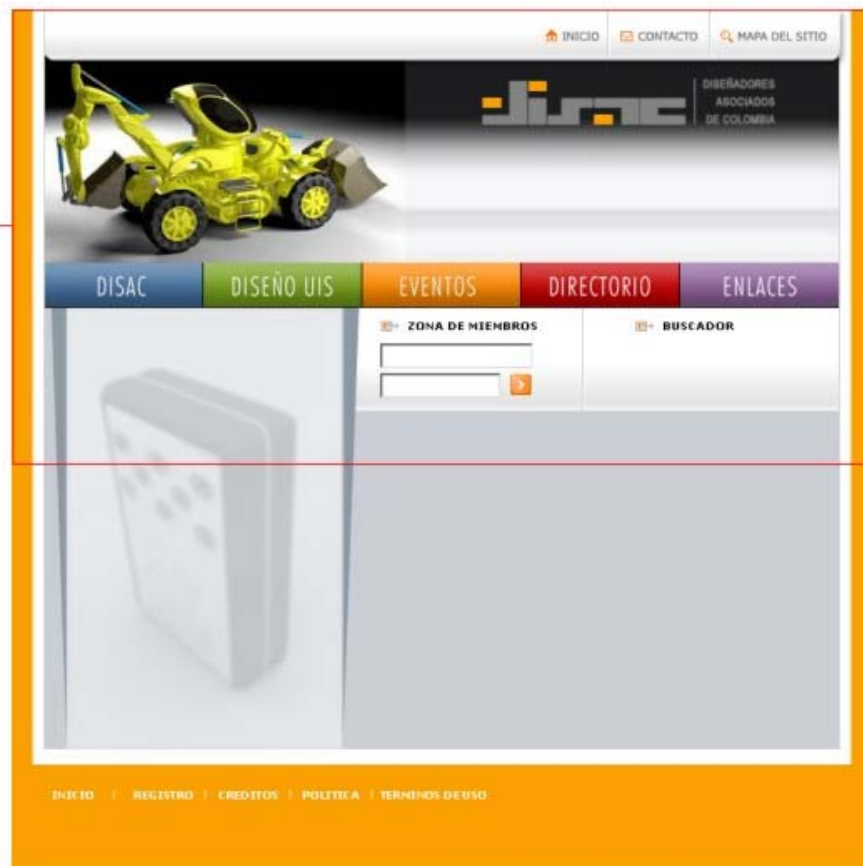 INICIO CONTACTO MAPA DEL SITIO
disac
DISEÑADORES
ASOCIADOS
DE COLOMBIA
DISAC DISEÑO UIS EVENTOS DIRECTORIO ENLACES
ZONA DE MIEMBROS BUSCADOR
INICIO | REGISTRO | CREDITOS | POLITICA | TERMINOS DE USO